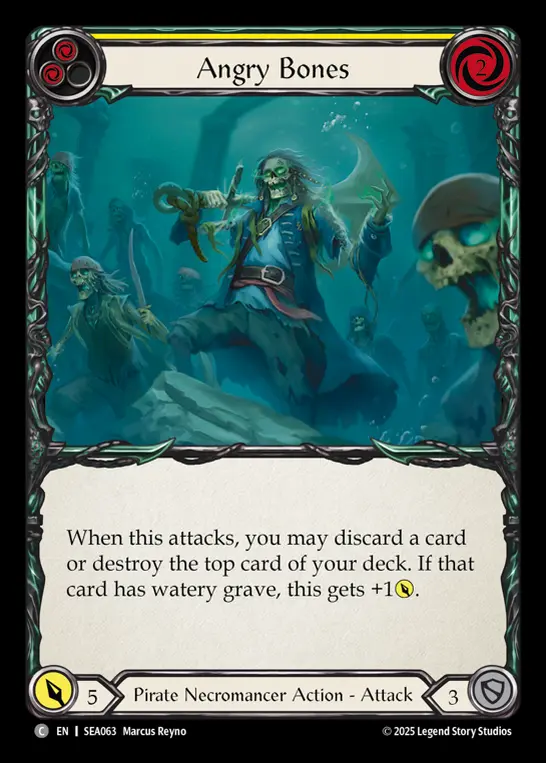 Angry Bones
2
When this attacks, you may discard a card
or destroy the top card of your deck. If that
card has watery grave, this gets +1.
5
Pirate Necromancer Action - Attack
3
C EN SEA063 Marcus Reyno
© 2025 Legend Story Studios